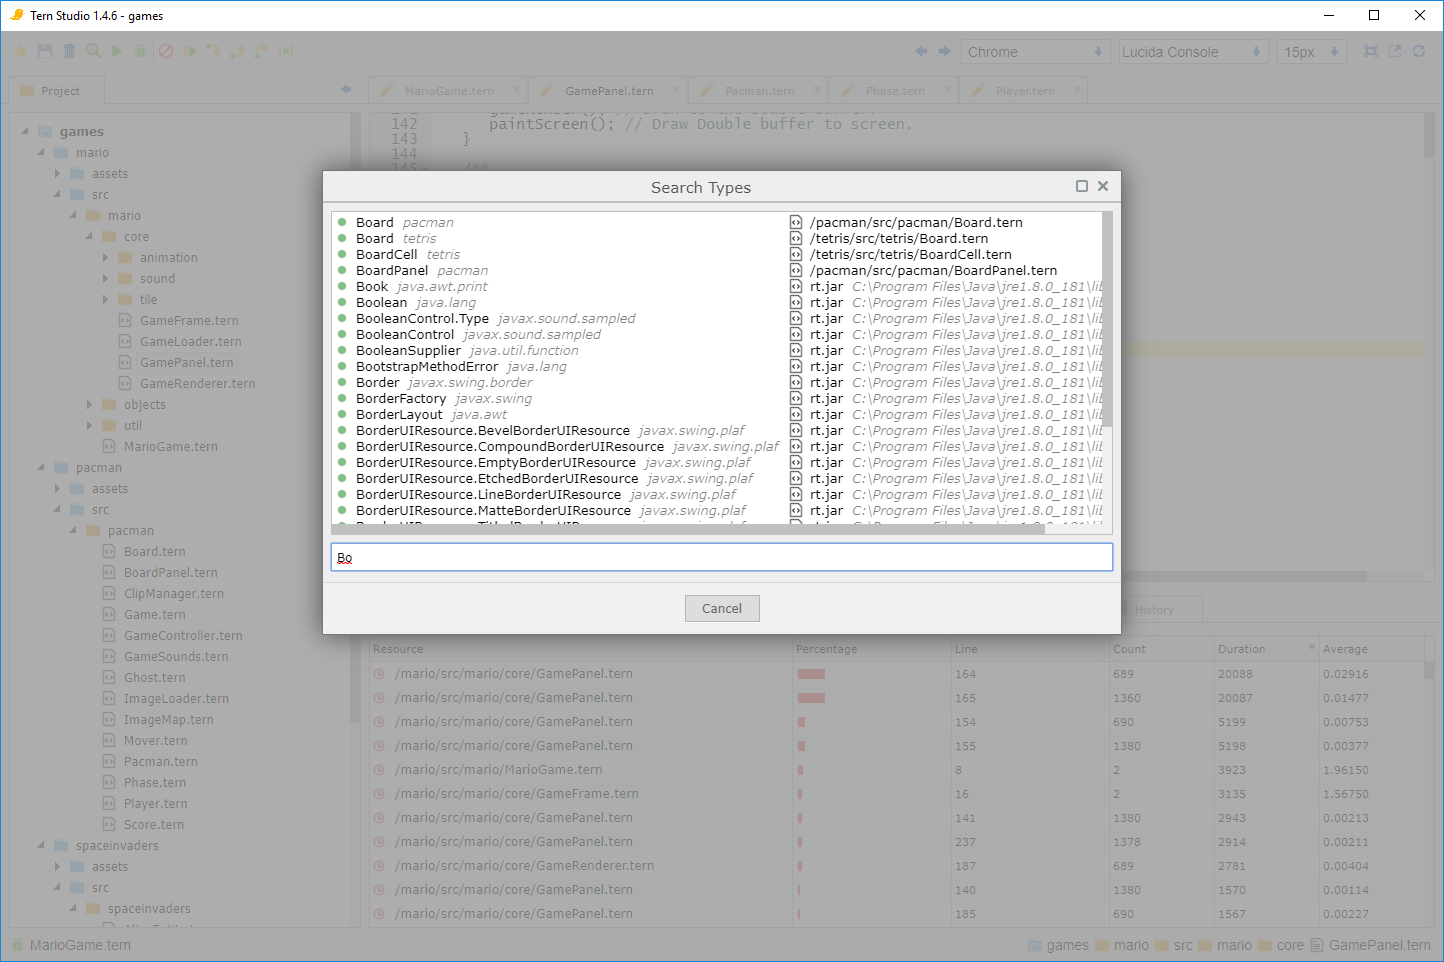 Tern Studio 1.4.6 - games
Chrome
Lucida Console
15px
Project
MarioGame.tern x
GamePanel.tern x
Pacman.tern x
Phase.tern x
Player.tern x
games
mario
assets
src
mario
core
animation
sound
tile
GameFrame.tern
GameLoader.tern
GamePanel.tern
GameRenderer.tern
objects
util
MarioGame.tern
pacman
assets
src
pacman
Board.tern
BoardPanel.tern
ClipManager.tern
Game.tern
GameController.tern
GameSounds.tern
Ghost.tern
ImageLoader.tern
ImageMap.tern
Mover.tern
Pacman.tern
Phase.tern
Player.tern
Score.tern
spaceinvaders
assets
src
spaceinvaders
142 paintScreen(); // Draw Double buffer to screen.
143 }
144
145 /**
Search Types
Board pacman /pacman/src/pacman/Board.tern
Board tetris /tetris/src/tetris/Board.tern
BoardCell tetris /tetris/src/tetris/BoardCell.tern
BoardPanel pacman /pacman/src/pacman/BoardPanel.tern
Book java.awt.print rt.jar C:\Program Files\Java\jre1.8.0_181\lib
Boolean java.lang rt.jar C:\Program Files\Java\jre1.8.0_181\lib
BooleanControl.Type javax.sound.sampled rt.jar C:\Program Files\Java\jre1.8.0_181\lib
BooleanControl javax.sound.sampled rt.jar C:\Program Files\Java\jre1.8.0_181\lib
BooleanSupplier java.util.function rt.jar C:\Program Files\Java\jre1.8.0_181\lib
BootstrapMethodError java.lang rt.jar C:\Program Files\Java\jre1.8.0_181\lib
Border javax.swing.border rt.jar C:\Program Files\Java\jre1.8.0_181\lib
BorderFactory javax.swing rt.jar C:\Program Files\Java\jre1.8.0_181\lib
BorderLayout java.awt rt.jar C:\Program Files\Java\jre1.8.0_181\lib
BorderUIResource.BevelBorderUIResource javax.swing.plaf rt.jar C:\Program Files\Java\jre1.8.0_181\lib
BorderUIResource.CompoundBorderUIResource javax.swing.plaf rt.jar C:\Program Files\Java\jre1.8.0_181\lib
BorderUIResource.EmptyBorderUIResource javax.swing.plaf rt.jar C:\Program Files\Java\jre1.8.0_181\lib
BorderUIResource.EtchedBorderUIResource javax.swing.plaf rt.jar C:\Program Files\Java\jre1.8.0_181\lib
BorderUIResource.LineBorderUIResource javax.swing.plaf rt.jar C:\Program Files\Java\jre1.8.0_181\lib
BorderUIResource.MatteBorderUIResource javax.swing.plaf rt.jar C:\Program Files\Java\jre1.8.0_181\lib
Bo
Cancel
History
Resource Percentage Line Count Duration Average
/mario/src/mario/core/GamePanel.tern 164 689 20088 0.02916
/mario/src/mario/core/GamePanel.tern 165 1360 20087 0.01477
/mario/src/mario/core/GamePanel.tern 154 690 5199 0.00753
/mario/src/mario/core/GamePanel.tern 155 1380 5198 0.00377
/mario/src/mario/MarioGame.tern 8 2 3923 1.96150
/mario/src/mario/core/GameFrame.tern 16 2 3135 1.56750
/mario/src/mario/core/GamePanel.tern 141 1380 2943 0.00213
/mario/src/mario/core/GamePanel.tern 237 1378 2914 0.00211
/mario/src/mario/core/GameRenderer.tern 187 689 2781 0.00404
/mario/src/mario/core/GamePanel.tern 140 1380 1570 0.00114
/mario/src/mario/core/GamePanel.tern 185 690 1567 0.00227
MarioGame.tern
games mario src mario core GamePanel.tern